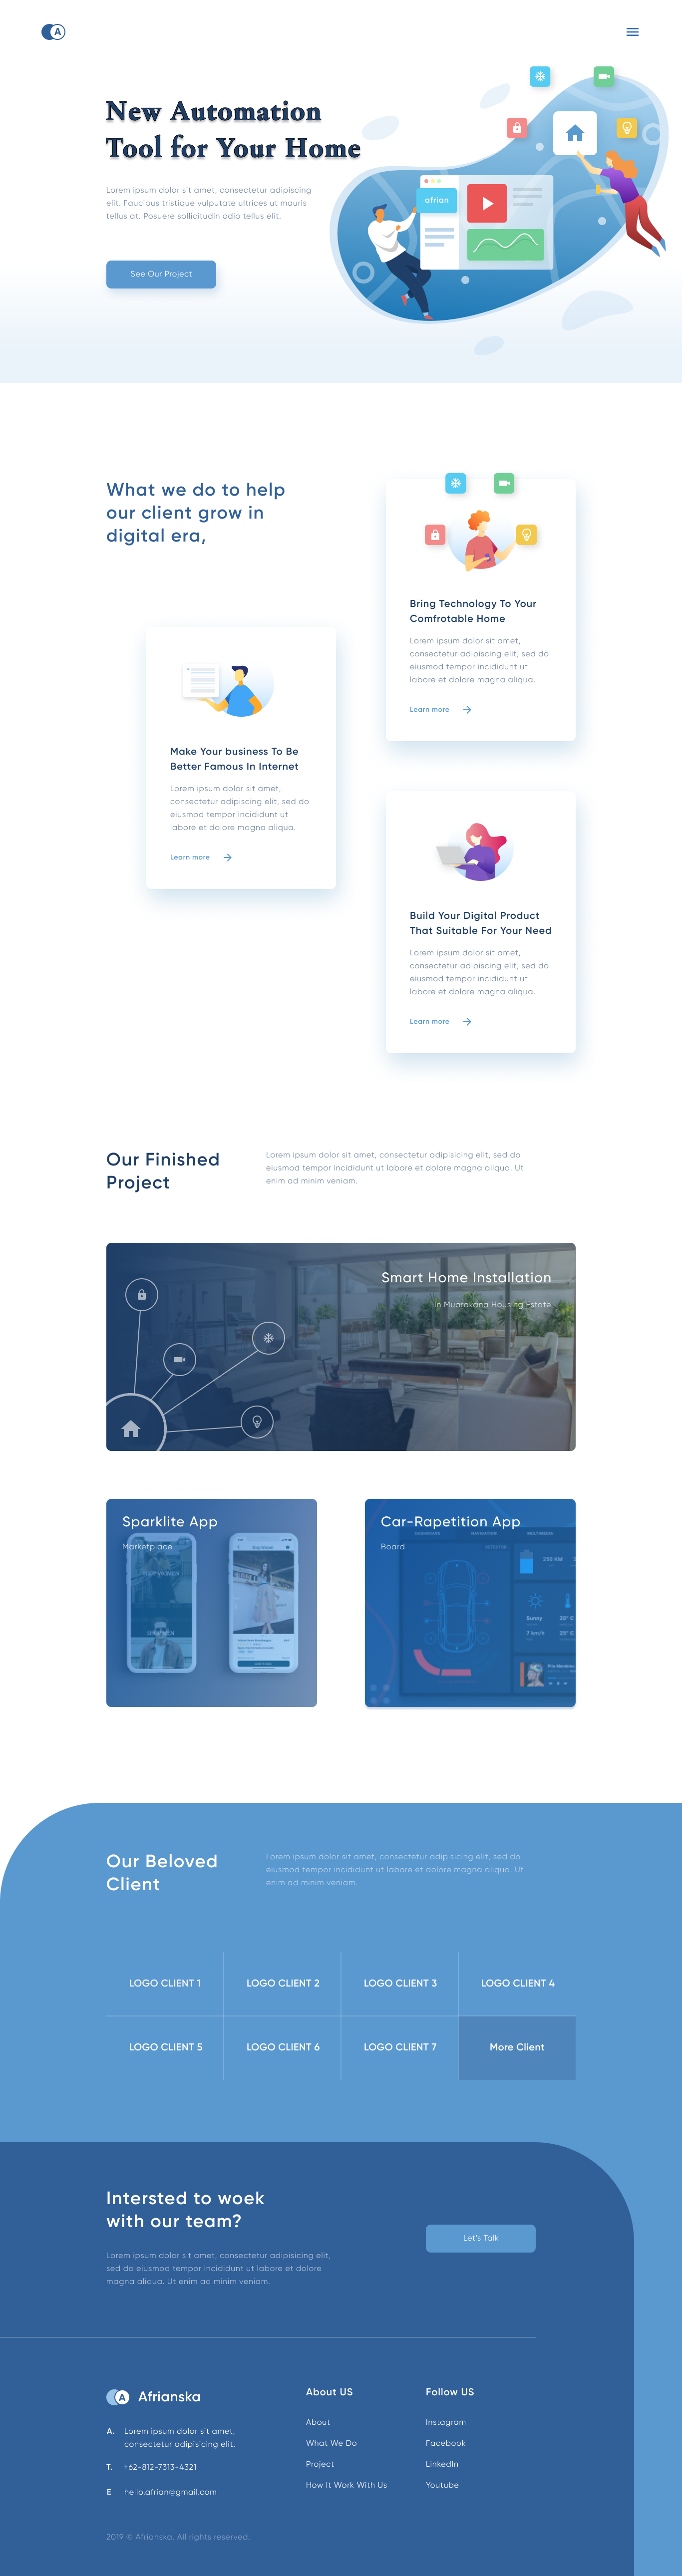 A
New Automation
Tool for Your Home
Lorem ipsum dolor sit amet, consectetur adipiscing
elit. Faucibus tristique vulputate ultrices ut mauris
tellus at. Posuere sollicitudin odio tellus elit.
See Our Project
afrian
What we do to help
our client grow in
digital era,
Bring Technology To Your
Comfrotable Home
Lorem ipsum dolor sit amet,
consectetur adipiscing elit, sed do
eiusmod tempor incididunt ut
labore et dolore magna aliqua.
Learn more
Make Your business To Be
Better Famous In Internet
Lorem ipsum dolor sit amet,
consectetur adipiscing elit, sed do
eiusmod tempor incididunt ut
labore et dolore magna aliqua.
Learn more
Build Your Digital Product
That Suitable For Your Need
Lorem ipsum dolor sit amet,
consectetur adipiscing elit, sed do
eiusmod tempor incididunt ut
labore et dolore magna aliqua.
Learn more
Our Finished
Project
Lorem ipsum dolor sit amet, consectetur adipisicing elit, sed do
eiusmod tempor incididunt ut labore et dolore magna aliqua. Ut
enim ad minim veniam.
Smart Home Installation
in Muarakana Housing Estate
Sparklite App
Marketplace
Car-Rapetition App
Board
NAVIGATION
MULTIMEDIA
250 KM
Sunny
7 km/h
Our Beloved
Client
Lorem ipsum dolor sit amet, consectetur adipisicing elit, sed do
eiusmod tempor incididunt ut labore et dolore magna aliqua. Ut
enim ad minim veniam.
LOGO CLIENT 1
LOGO CLIENT 2
LOGO CLIENT 3
LOGO CLIENT 4
LOGO CLIENT 5
LOGO CLIENT 6
LOGO CLIENT 7
More Client
Intersted to week
with our team?
Lorem ipsum dolor sit amet, consectetur adipisicing elit,
sed do eiusmod tempor incididunt ut labore et dolore
magna aliqua. Ut enim ad minim veniam.
Let's Talk
A Afrianska
A. Lorem ipsum dolor sit amet,
consectetur adipisicing elit.
T. +62-812-7313-4321
E hello.afrian@gmail.com
About US
About
What We Do
Project
How It Work With Us
Follow US
Instagram
Facebook
LinkedIn
Youtube
2019 © Afrianska. All rights reserved.